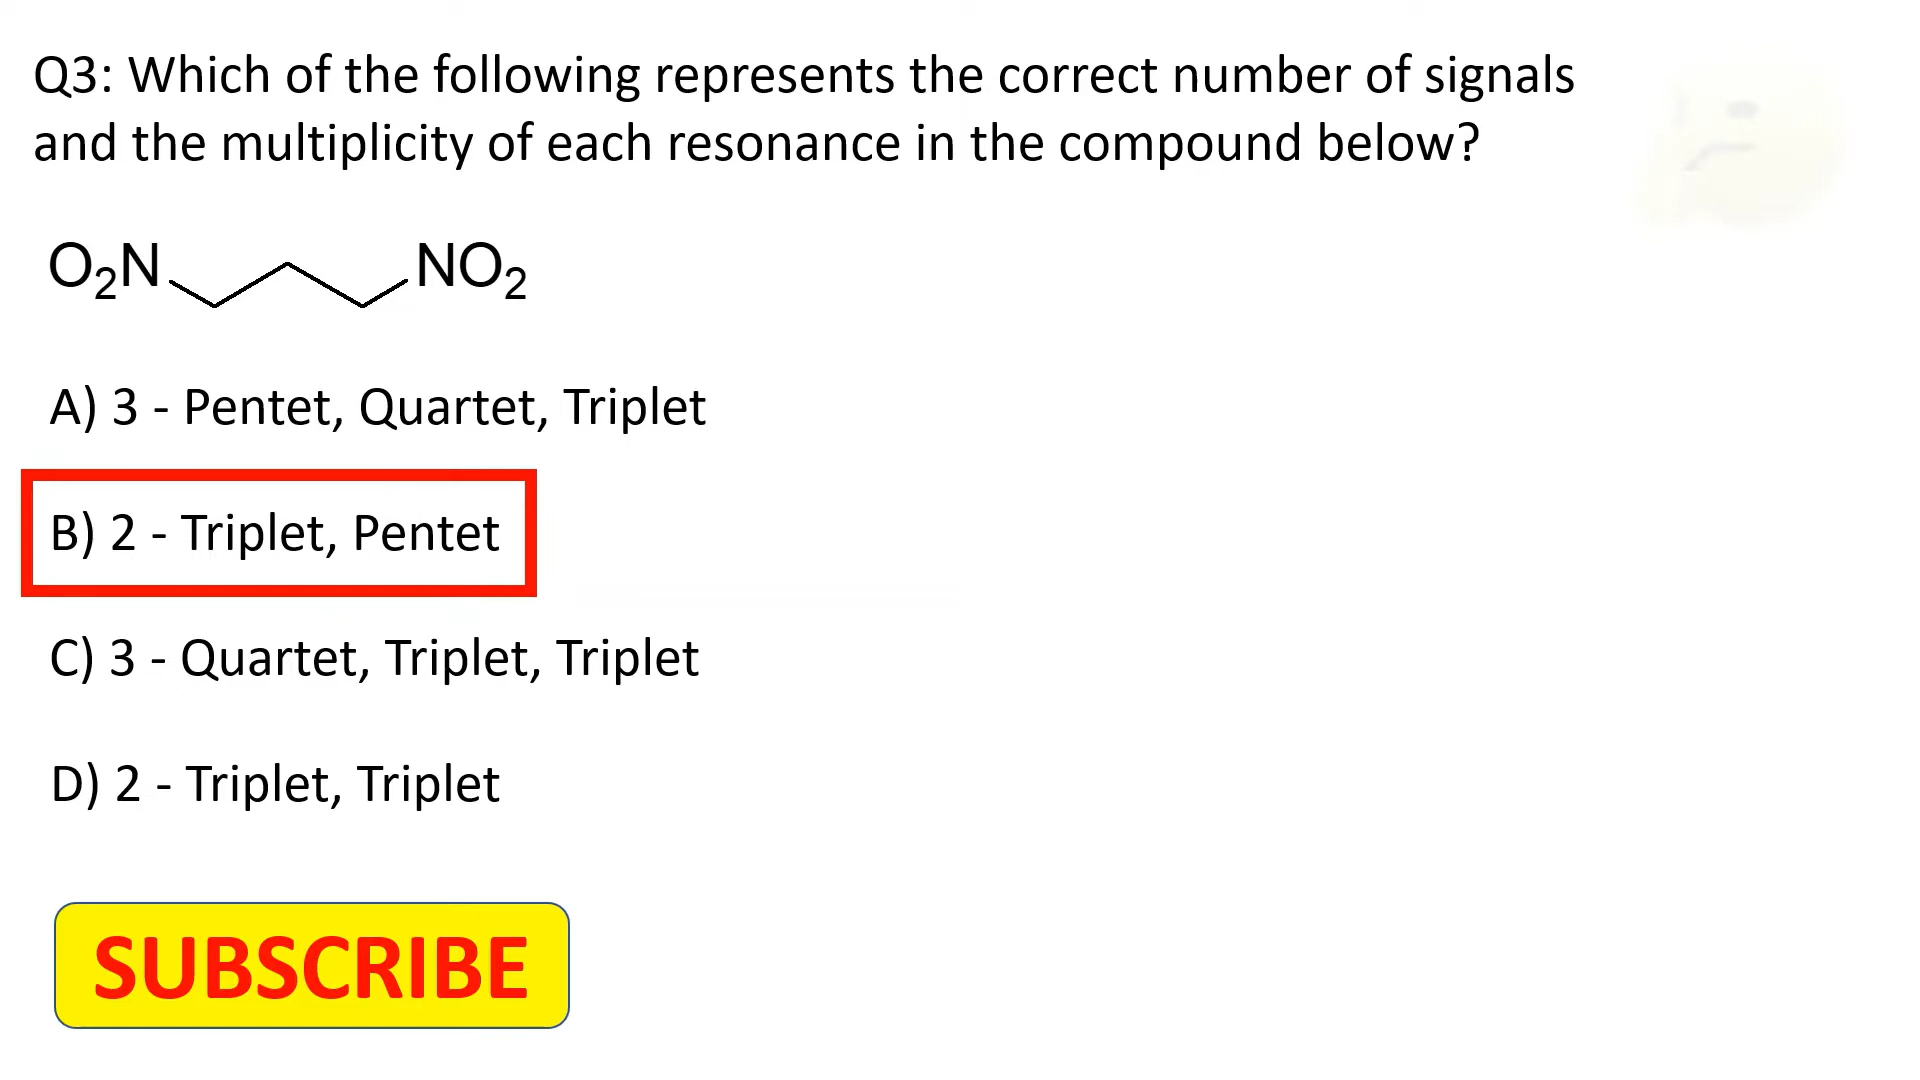 Q3: Which of the following represents the correct number of signals
and the multiplicity of each resonance in the compound below?
O₂N NO₂
A) 3 - Pentet, Quartet, Triplet
B) 2 - Triplet, Pentet
C) 3 - Quartet, Triplet, Triplet
D) 2 - Triplet, Triplet
SUBSCRIBE